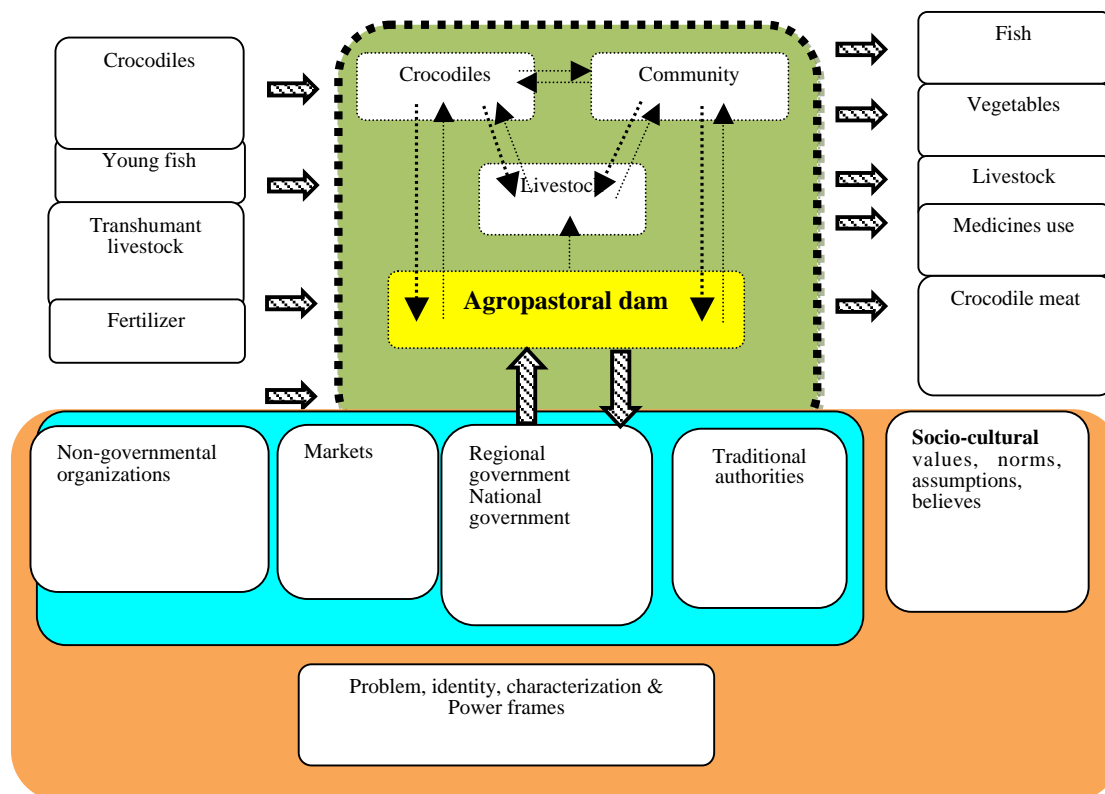 Crocodiles
Young fish
Transhumant
livestock
Fertilizer
Crocodiles
Community
Livestock
Agropastoral dam
Fish
Vegetables
Livestock
Medicines use
Crocodile meat
Non-governmental
organizations
Markets
Regional
government
National
government
Traditional
authorities
Socio-cultural
values, norms,
assumptions,
believes
Problem, identity, characterization &
Power frames